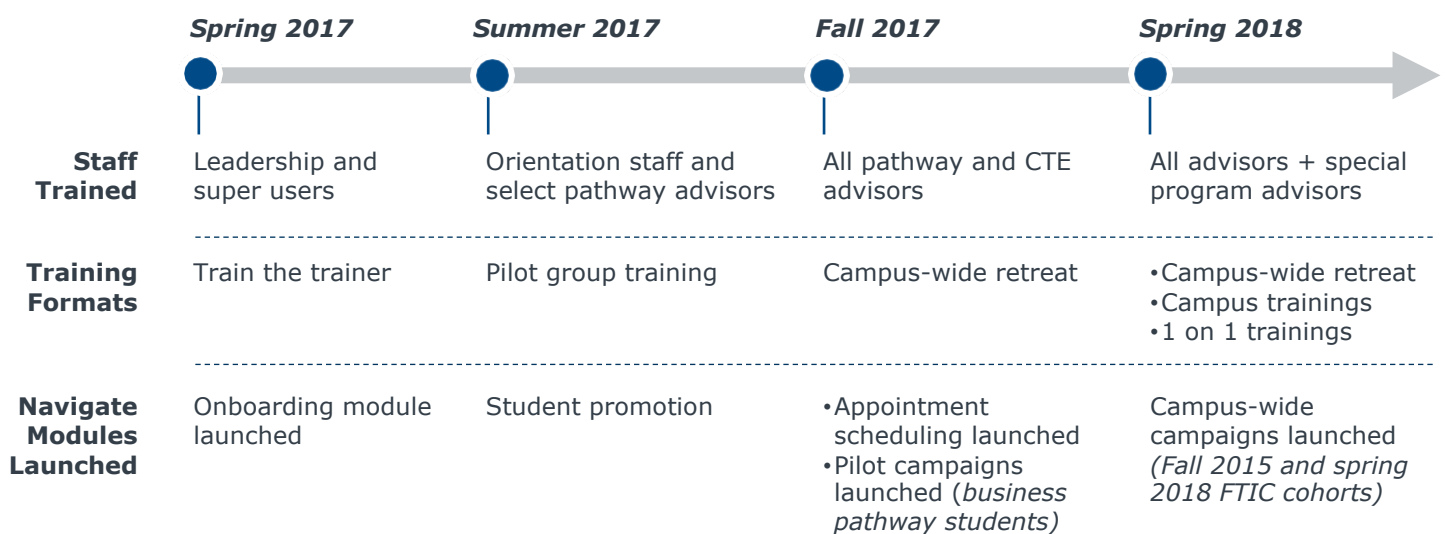 Spring 2017
Summer 2017
Fall 2017
Spring 2018
Staff
Trained
Leadership and
super users
Orientation staff and
select pathway advisors
All pathway and CTE
advisors
All advisors + special
program advisors
Training
Formats
Train the trainer
Pilot group training
Campus-wide retreat
•Campus-wide retreat
•Campus trainings
•1 on 1 trainings
Navigate
Modules
Launched
Onboarding module
launched
Student promotion
•Appointment
scheduling launched
•Pilot campaigns
launched (business
pathway students)
Campus-wide
campaigns launched
(Fall 2015 and spring
2018 FTIC cohorts)